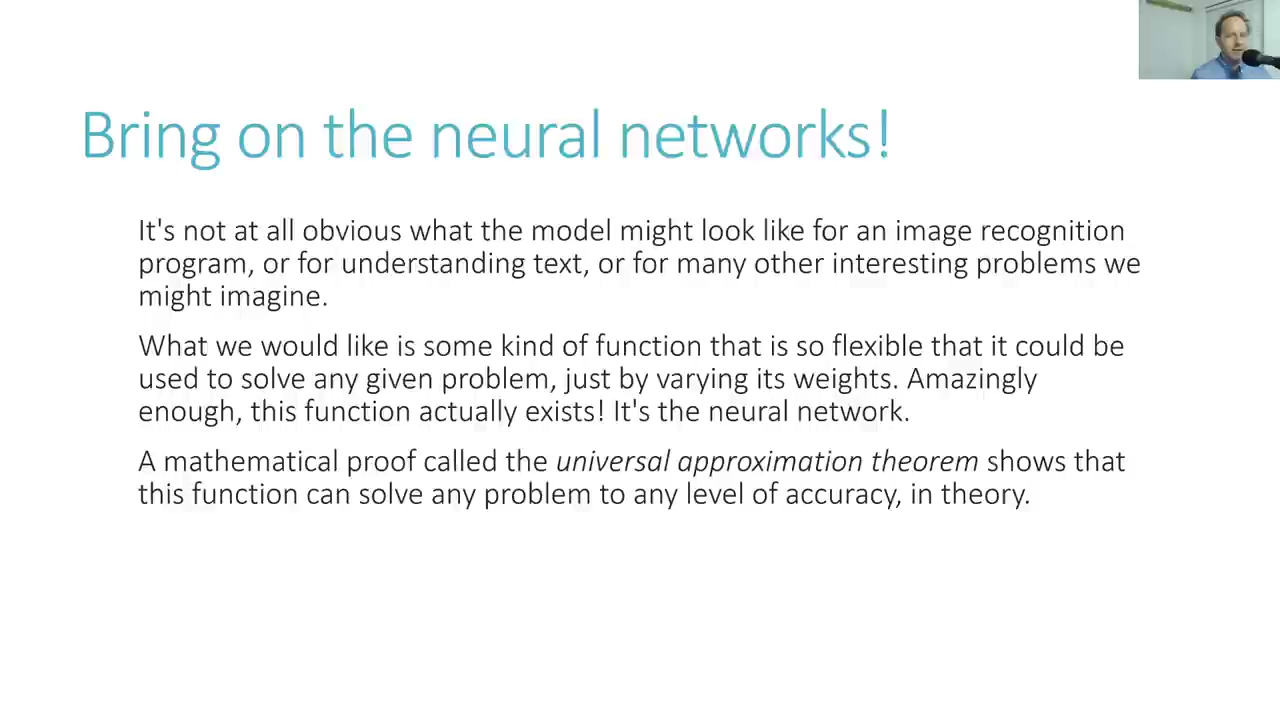 Bring on the neural networks!
It's not at all obvious what the model might look like for an image recognition
program, or for understanding text, or for many other interesting problems we
might imagine.
What we would like is some kind of function that is so flexible that it could be
used to solve any given problem, just by varying its weights. Amazingly
enough, this function actually exists! It's the neural network.
A mathematical proof called the universal approximation theorem shows that
this function can solve any problem to any level of accuracy, in theory.